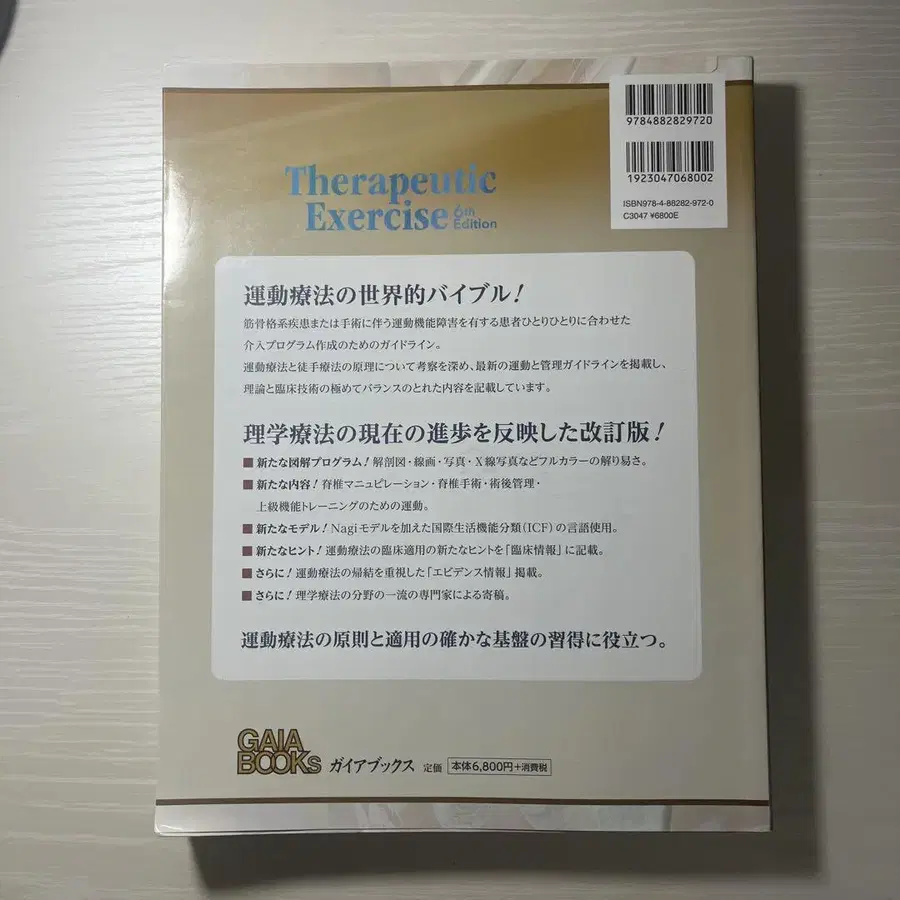 9784882829720
1923047068002
ISBN978-4-88282-972-0
C3047 ¥6800E
Therapeutic
Exercise 6th Edition
運動療法の世界的バイブル!
筋骨格系疾患または手術に伴う運動機能障害を有する患者ひとりひとりに合わせた
介入プログラム作成のためのガイドライン。
運動療法と徒手療法の原理について考察を深め、最新の運動と管理ガイドラインを掲載し、
理論と臨床技術の極めてバランスのとれた内容を記載しています。
理学療法の現在の進歩を反映した改訂版!
■新たな図解プログラム!解剖図・線画・写真・X線写真などフルカラーの解り易さ。
■新たな内容!脊椎マニュピレーション・脊椎手術・術後管理・
上級機能トレーニングのための運動。
■新たなモデル!Nagiモデルを加えた国際生活機能分類(ICF)の言語使用。
■新たなヒント!運動療法の臨床適用の新たなヒントを「臨床情報」に記載。
■さらに!運動療法の帰結を重視した「エビデンス情報」掲載。
■さらに!理学療法の分野の一流の専門家による寄稿。
運動療法の原則と適用の確かな基盤の習得に役立つ。
GAIA
BOOKS ガイアブックス 定価 本体6,800円+消費税